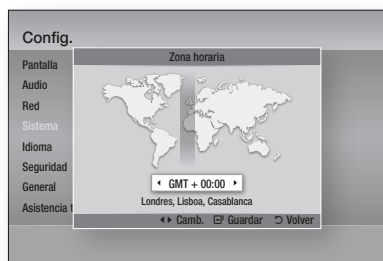 Config.
Zona horaria
Pantalla
Audio
Red
Sistema
Idioma
Seguridad
General
Asistencia
GMT + 00:00
Londres, Lisboa, Casablanca
Camb. Guardar Volver